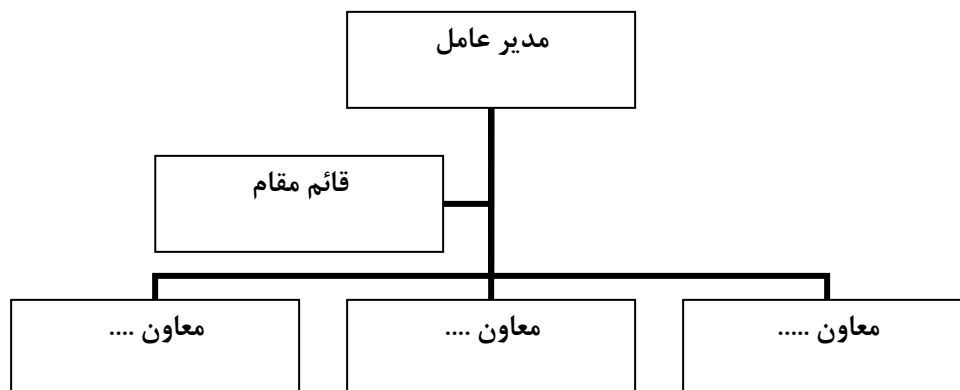 مدیر عامل
قائم مقام
معاون .....
معاون ....
معاون ....